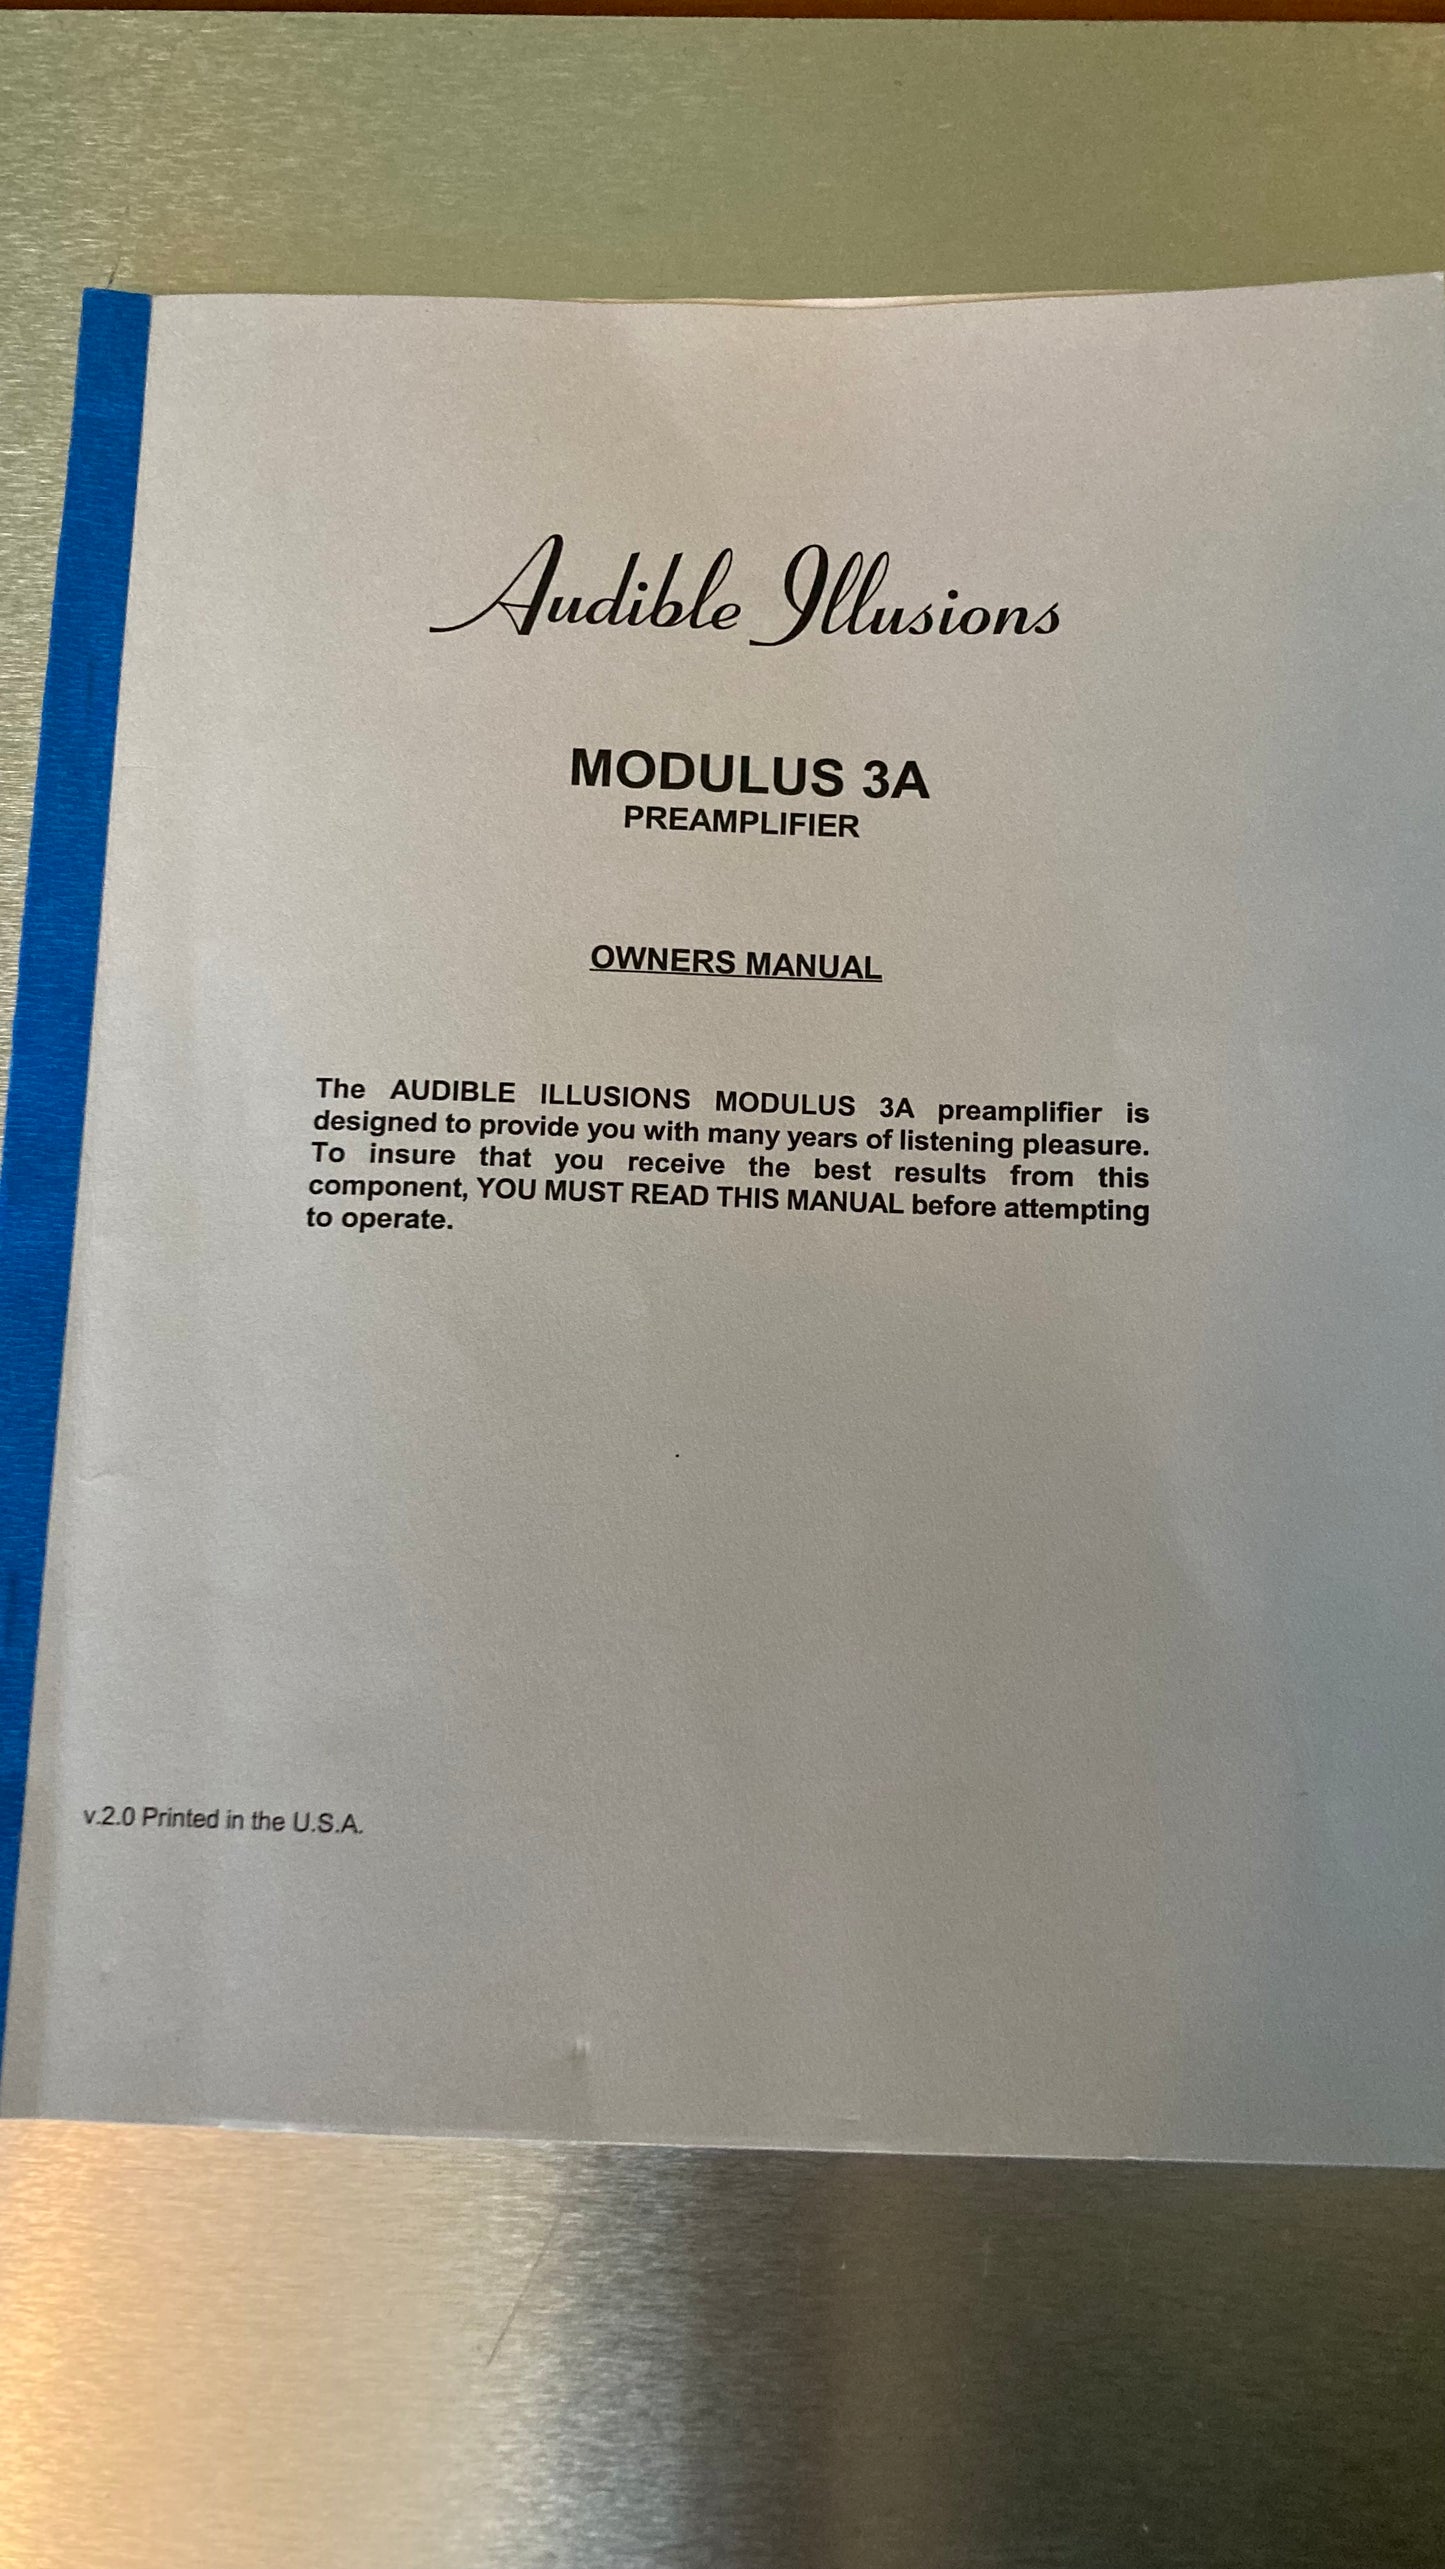 Audible Illusions
MODULUS 3A
PREAMPLIFIER
OWNERS MANUAL
The AUDIBLE ILLUSIONS MODULUS 3A preamplifier is
designed to provide you with many years of listening pleasure.
To insure that you receive the best results from this
component, YOU MUST READ THIS MANUAL before attempting
to operate.
v.2.0 Printed in the U.S.A.